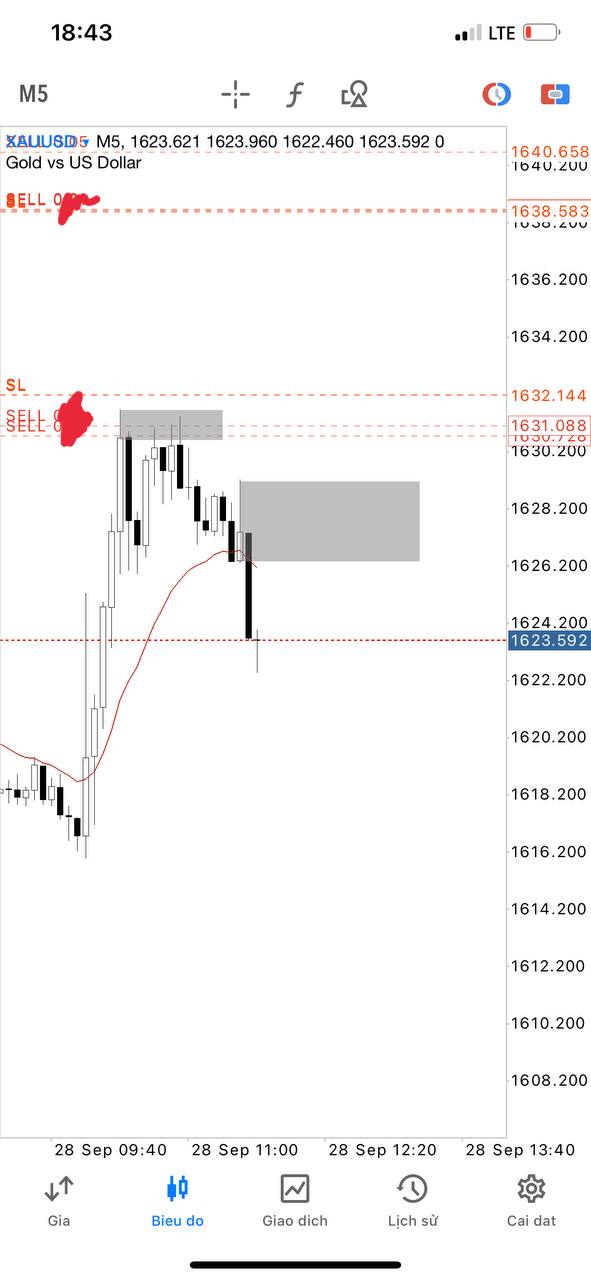 18:43
LTE
M5
XAUUSD M5, 1623.621 1623.960 1622.460 1623.592 0
Gold vs US Dollar
1640.658
1640.200
SELL 0
1638.583
1638.200
1636.200
1634.200
SL
1632.144
SELL 0
1631.088
SELL 0
1630.728
1630.200
1628.200
1626.200
1624.200
1623.592
1622.200
1620.200
1618.200
1616.200
1614.200
1612.200
1610.200
1608.200
28 Sep 09:40 28 Sep 11:00 28 Sep 12:20 28 Sep 13:40
Gia Bieu do Giao dich Lịch sử Cai dat